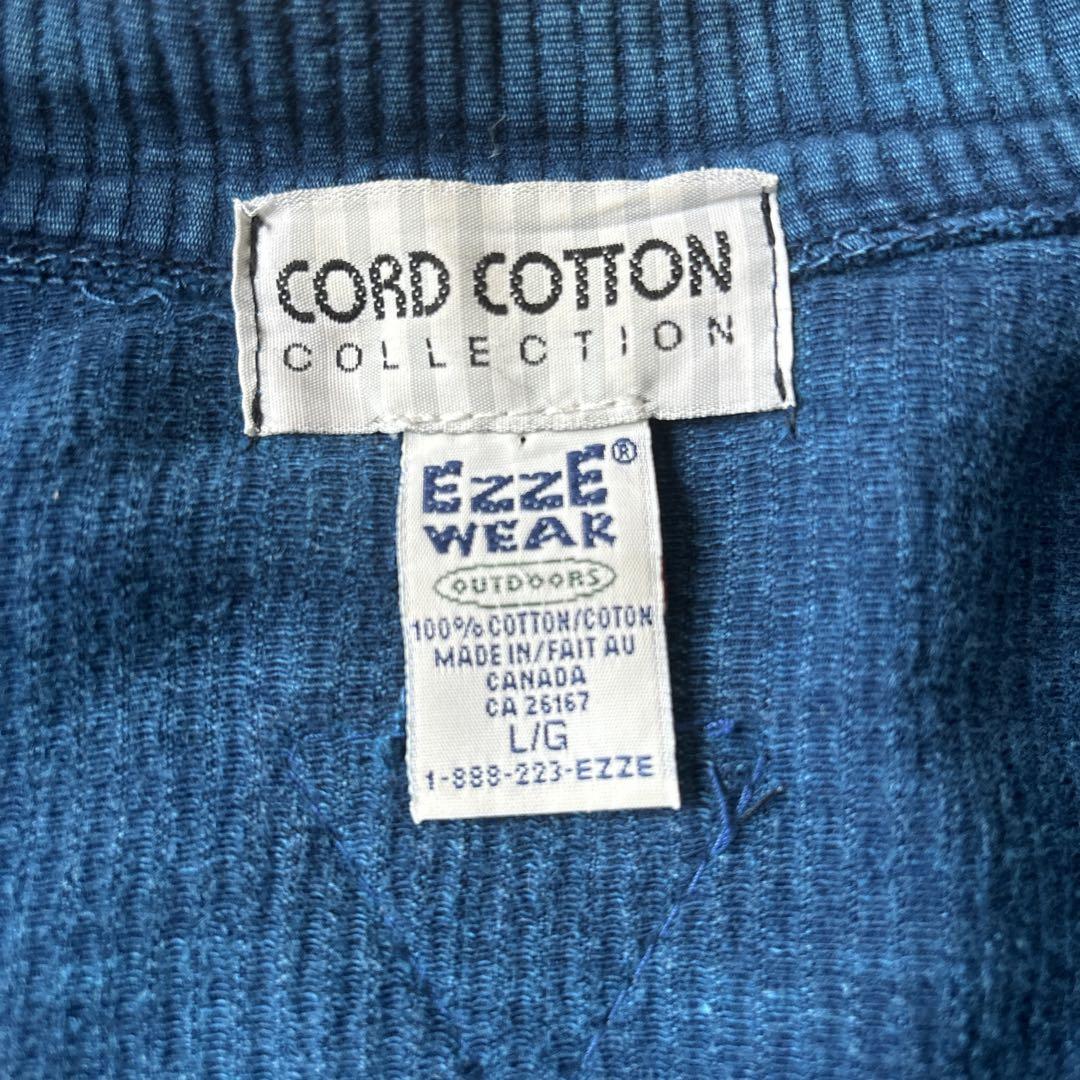 CORD COTTON
COLLECTION
EZZE®
WEAR
OUTDOORS
100% COTTON/COTON
MADE IN/FAIT AU
CANADA
CA 26167
L/G
1-888-223-EZZE